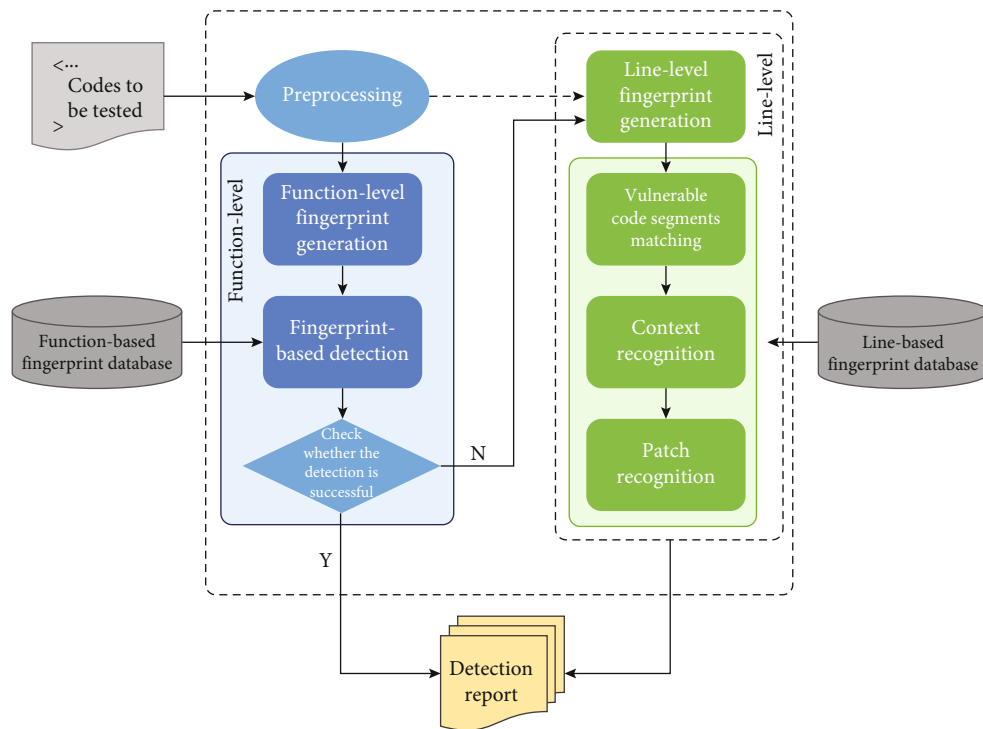 <...
Codes to
be tested
>
Preprocessing
Line-level
fingerprint
generation
Line-level
Function-level
Function-level
fingerprint
generation
Vulnerable
code segments
matching
Function-based
fingerprint database
Fingerprint-
based detection
Context
recognition
Line-based
fingerprint database
Check
whether the
detection is
successful
N
Patch
recognition
Y
Detection
report